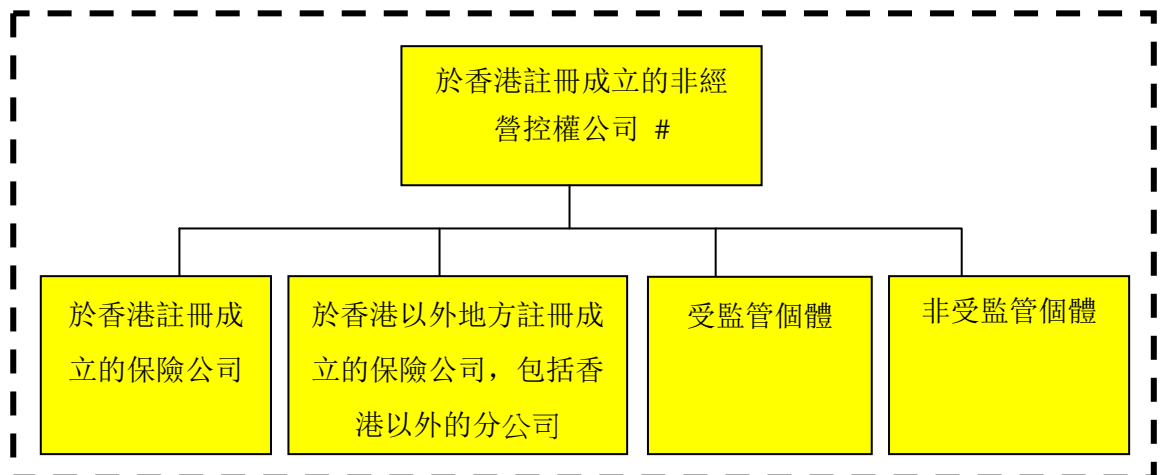 於香港註冊成立的非經
營控權公司 #
於香港註冊成
立的保險公司
於香港以外地方註冊成
立的保險公司，包括香
港以外的分公司
受監管個體
非受監管個體